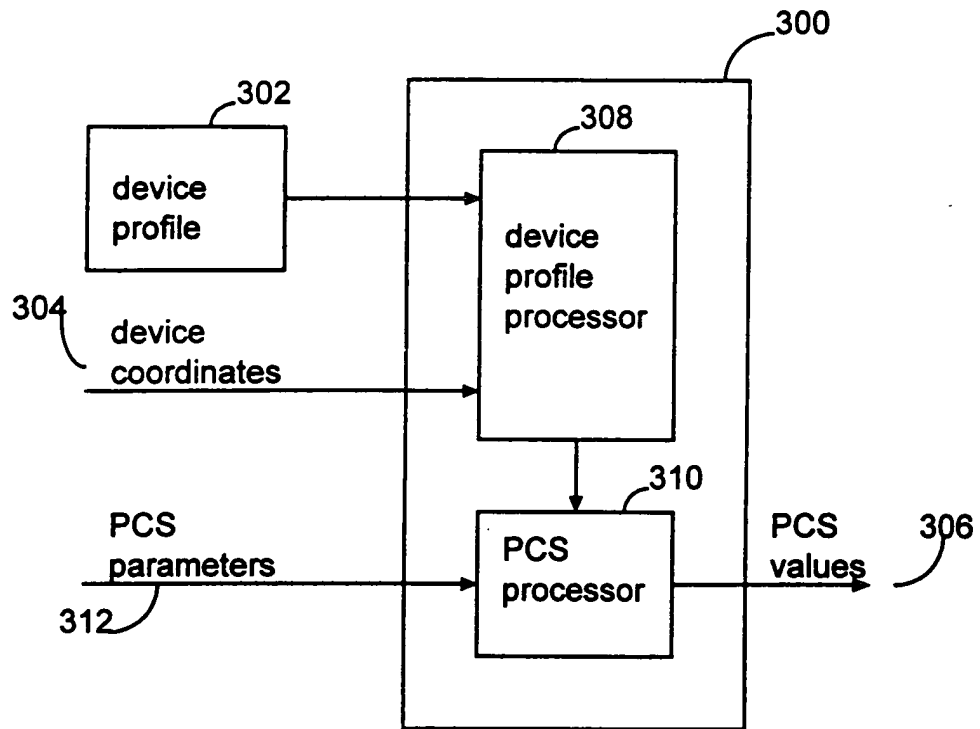 300
302
308
device
profile
device
profile
processor
304
device
coordinates
310
PCS
parameters
PCS
processor
PCS
values
306
312